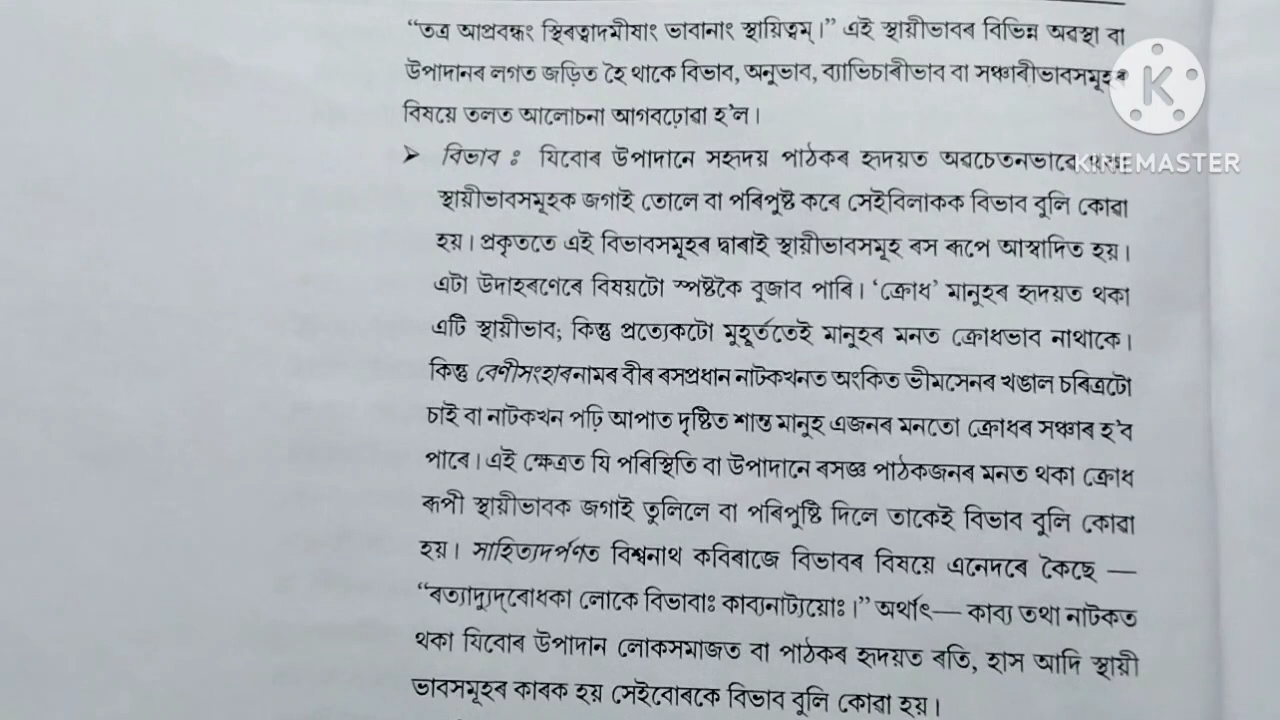 “তত্র আপ্ৰবন্ধং স্থিৰত্বাদমীষাং ভাবানাং স্থায়িত্বম্।” এই স্থায়ীভাবৰ বিভিন্ন অৱস্থা বা
উপাদানৰ লগত জড়িত হৈ থাকে বিভাব, অনুভাব, ব্যাভিচাৰীভাব বা সঞ্চাৰীভাবসমূহৰ
বিষয়ে তলত আলোচনা আগবঢ়োৱা হ’ল।
➤ বিভাব : যিবোৰ উপাদানে সহৃদয় পাঠকৰ হৃদয়ত অৱচেতনভাৱে
স্থায়ীভাবসমূহক জগাই তোলে বা পৰিপুষ্ট কৰে সেইবিলাকক বিভাব বুলি কোৱা
হয়। প্ৰকৃততে এই বিভাবসমূহৰ দ্বাৰাই স্থায়ীভাবসমূহ ৰস ৰূপে আস্বাদিত হয়।
এটা উদাহৰণেৰে বিষয়টো স্পষ্টকৈ বুজাব পাৰি। ‘ক্ৰোধ’ মানুহৰ হৃদয়ত থকা
এটি স্থায়ীভাব; কিন্তু প্ৰত্যেকটো মুহূৰ্ততেই মানুহৰ মনত ক্ৰোধভাব নাথাকে।
কিন্তু বেণীসংহাৰনামৰ বীৰ ৰসপ্ৰধান নাটকখনত অংকিত ভীমসেনৰ খঙাল চৰিত্ৰটো
চাই বা নাটকখন পঢ়ি আপাত দৃষ্টিত শান্ত মানুহ এজনৰ মনতো ক্ৰোধৰ সঞ্চাৰ হ’ব
পাৰে। এই ক্ষেত্ৰত যি পৰিস্থিতি বা উপাদানে ৰসজ্ঞ পাঠকজনৰ মনত থকা ক্ৰোধ
ৰূপী স্থায়ীভাবক জগাই তুলিলে বা পৰিপুষ্টি দিলে তাকেই বিভাব বুলি কোৱা
হয়। সাহিত্যদৰ্পণত বিশ্বনাথ কবিৰাজে বিভাবৰ বিষয়ে এনেদৰে কৈছে —
“ৰত্যাদ্যুদ্‌ৰোধকা লোকে বিভাবাঃ কাব্যনাট্যয়োঃ।” অৰ্থাৎ— কাব্য তথা নাটকত
থকা যিবোৰ উপাদান লোকসমাজত বা পাঠকৰ হৃদয়ত ৰতি, হাস আদি স্থায়ী
ভাবসমূহৰ কাৰক হয় সেইবোৰকে বিভাব বুলি কোৱা হয়।
K
KINEMASTER